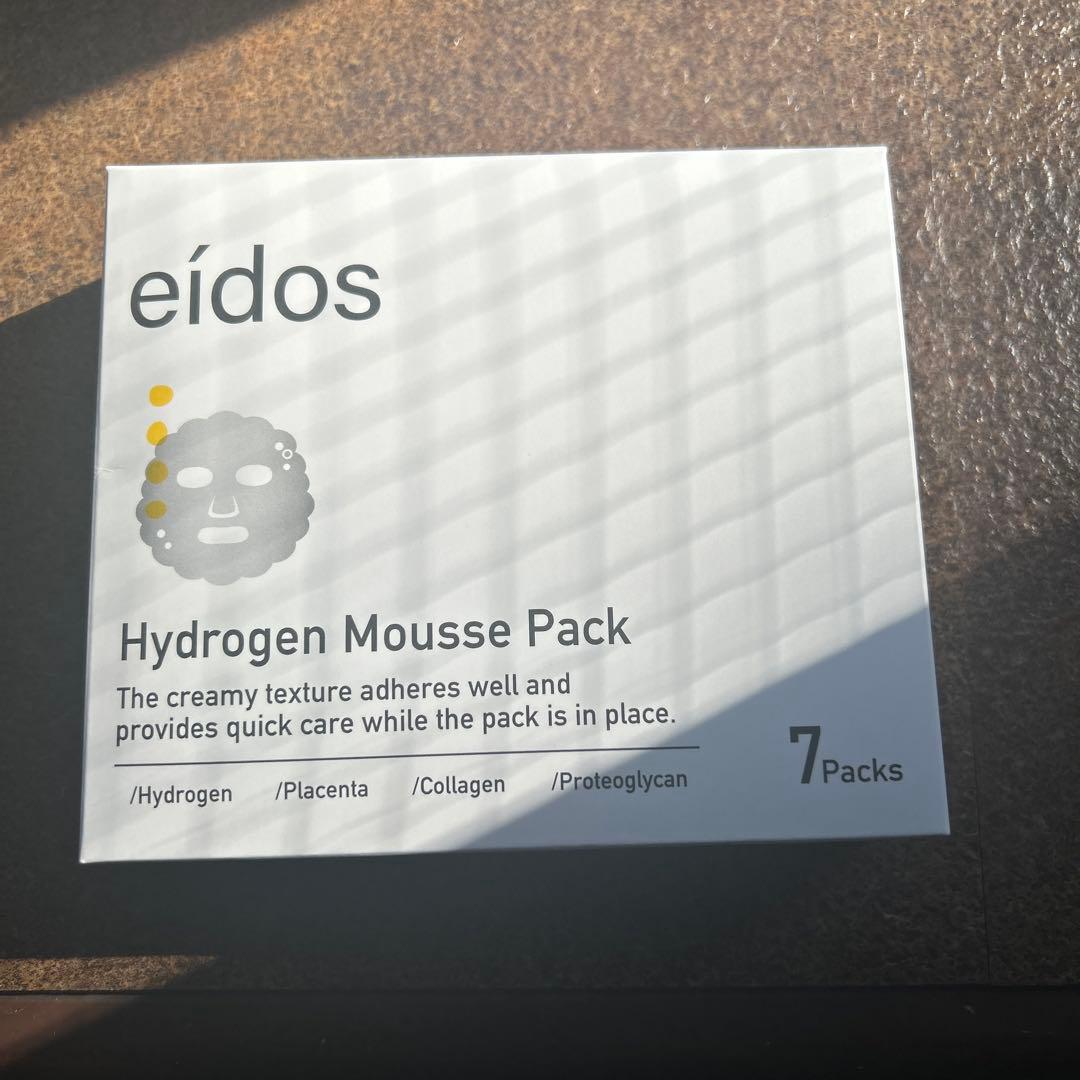 eídos
Hydrogen Mousse Pack
The creamy texture adheres well and
provides quick care while the pack is in place.
/Hydrogen /Placenta /Collagen /Proteoglycan
7Packs